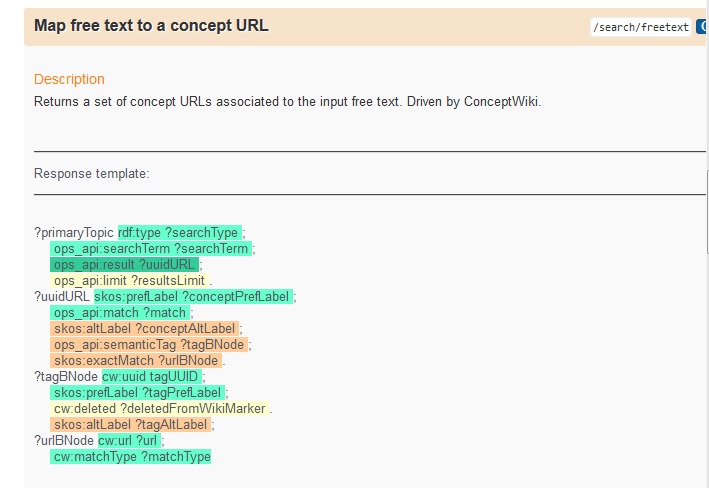 Map free text to a concept URL
/search/freetext
Description
Returns a set of concept URLs associated to the input free text. Driven by ConceptWiki.
Response template:
?primaryTopic rdf:type ?searchType ;
ops_api:searchTerm ?searchTerm ;
ops_api:result ?uuidURL ;
ops_api:limit ?resultsLimit .
?uuidURL skos:prefLabel ?conceptPrefLabel ;
ops_api:match ?match ;
skos:altLabel ?conceptAltLabel ;
ops_api:semanticTag ?tagBNode ;
skos:exactMatch ?urlBNode .
?tagBNode cw:uuid tagUUID ;
skos:prefLabel ?tagPrefLabel ;
cw:deleted ?deletedFromWikiMarker .
skos:altLabel ?tagAltLabel ;
?urlBNode cw:url ?url ;
cw:matchType ?matchType